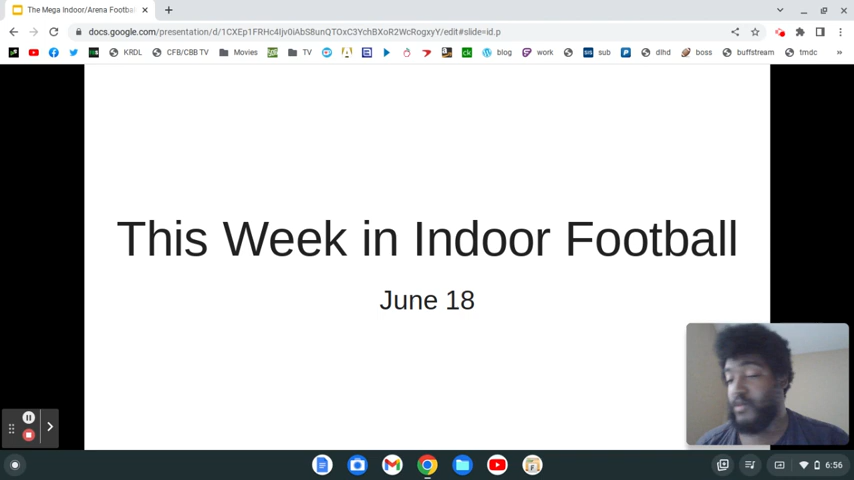 The Mega Indoor/Arena Footba
docs.google.com/presentation/d/1CXEp1FRHc4Ijv0iAbS8unQTOxC3YchBXoR2WcRogxyY/edit#slide=id.p
KRDL CFB/CBB TV Movies TV blog work sub dlhd boss buffstream tmdc »
This Week in Indoor Football
June 18
6:56